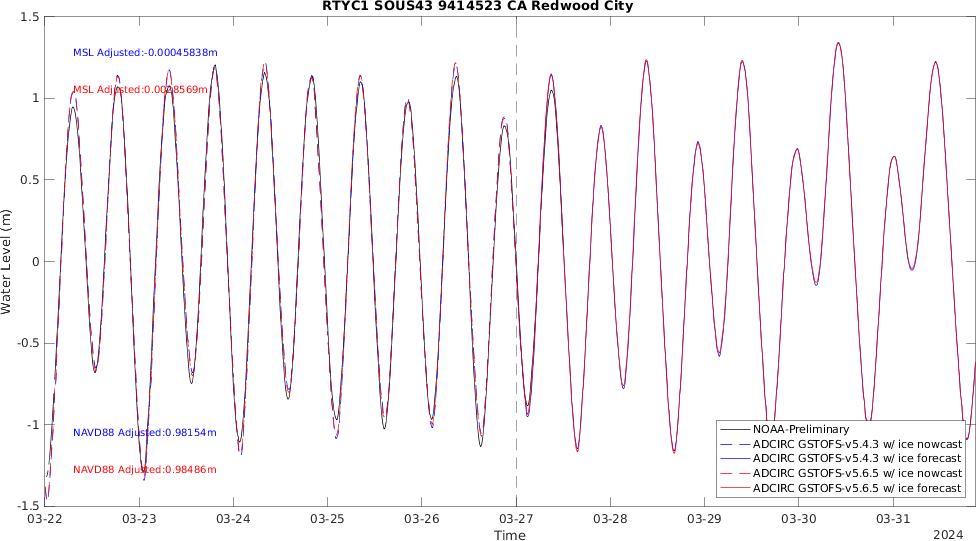 RTYC1 SOUS43 9414523 CA Redwood City
1.5
1
0.5
0
-0.5
-1
-1.5
Water Level (m)
MSL Adjusted:-0.00045838m
NAVD88 Adjusted:0.98154m
MSL Adjusted:0.0028569m
NAVD88 Adjusted:0.98486m
NOAA-Preliminary
ADCIRC GSTOFS-v5.4.3 w/ ice nowcast
ADCIRC GSTOFS-v5.4.3 w/ ice forecast
ADCIRC GSTOFS-v5.6.5 w/ ice nowcast
ADCIRC GSTOFS-v5.6.5 w/ ice forecast
03-22 03-23 03-24 03-25 03-26 03-27 03-28 03-29 03-30 03-31
Time
2024